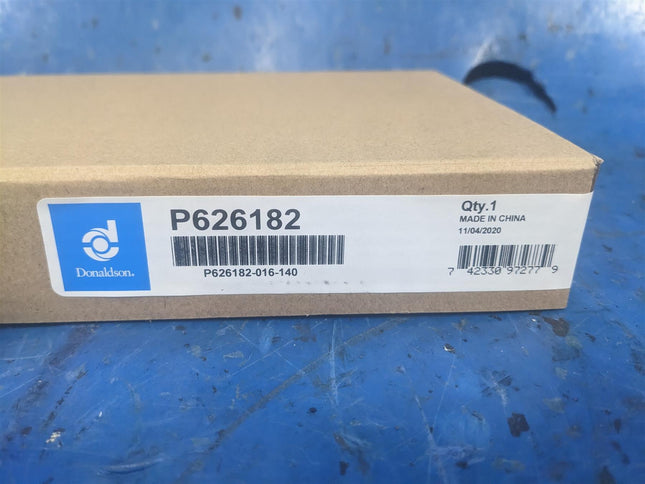 Donaldson.
P626182
P626182-016-140
Qty.1
MADE IN CHINA
11/04/2020
7 42330 97277 9